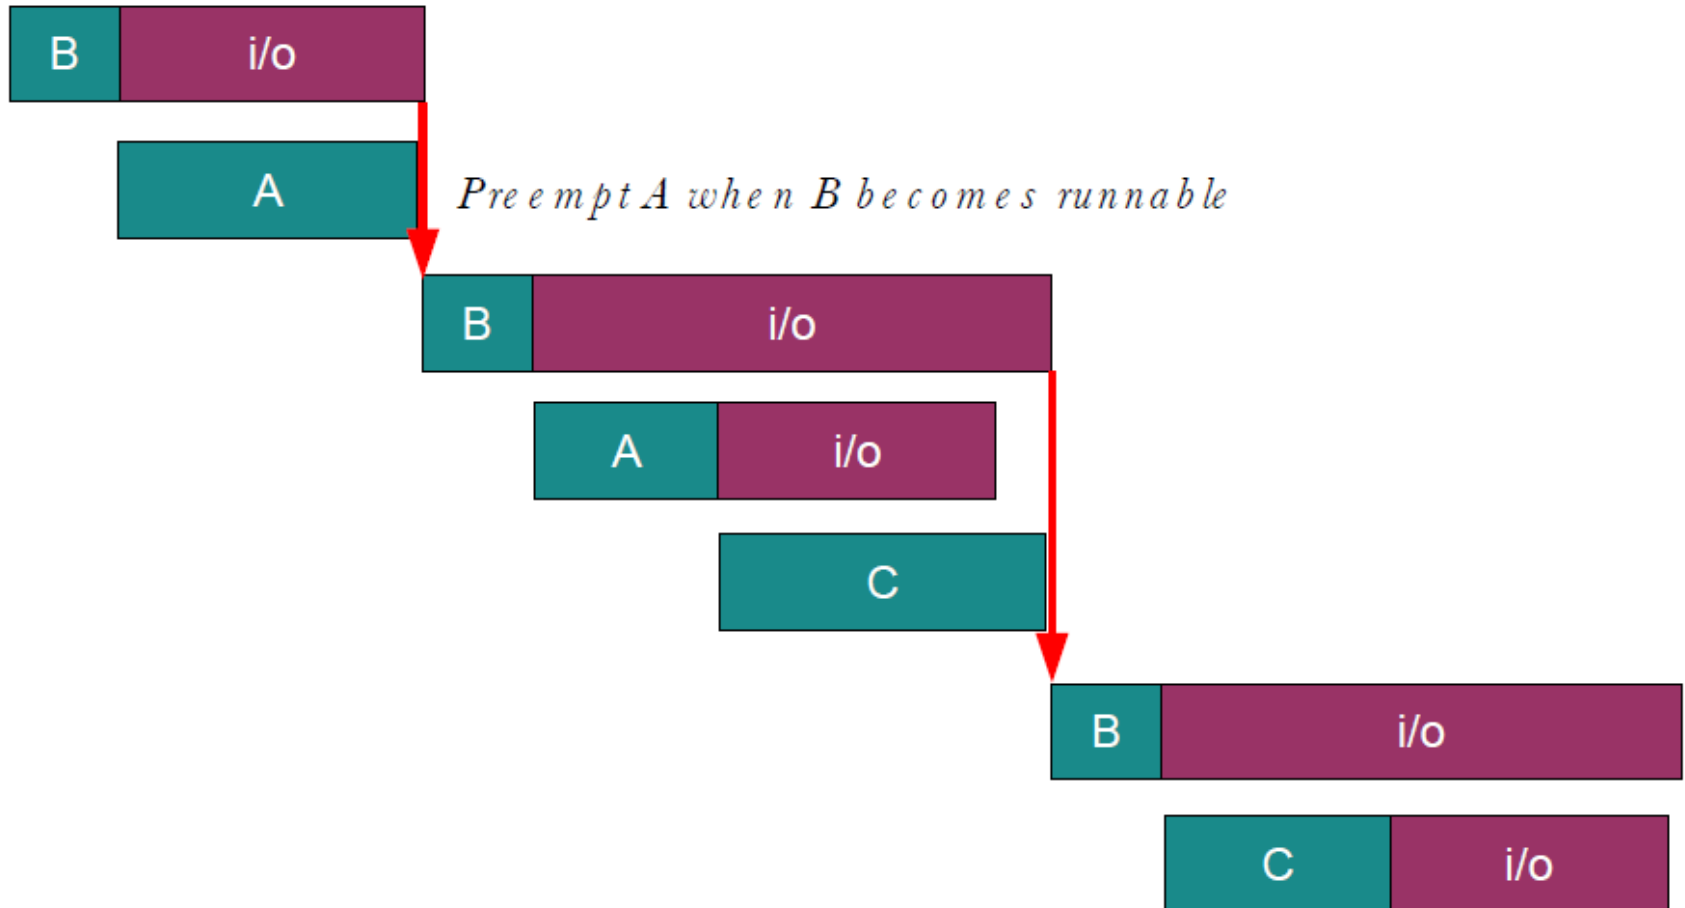 B i/o
A
Preempt A when B becomes runnable
B i/o
A i/o
C
B i/o
C i/o